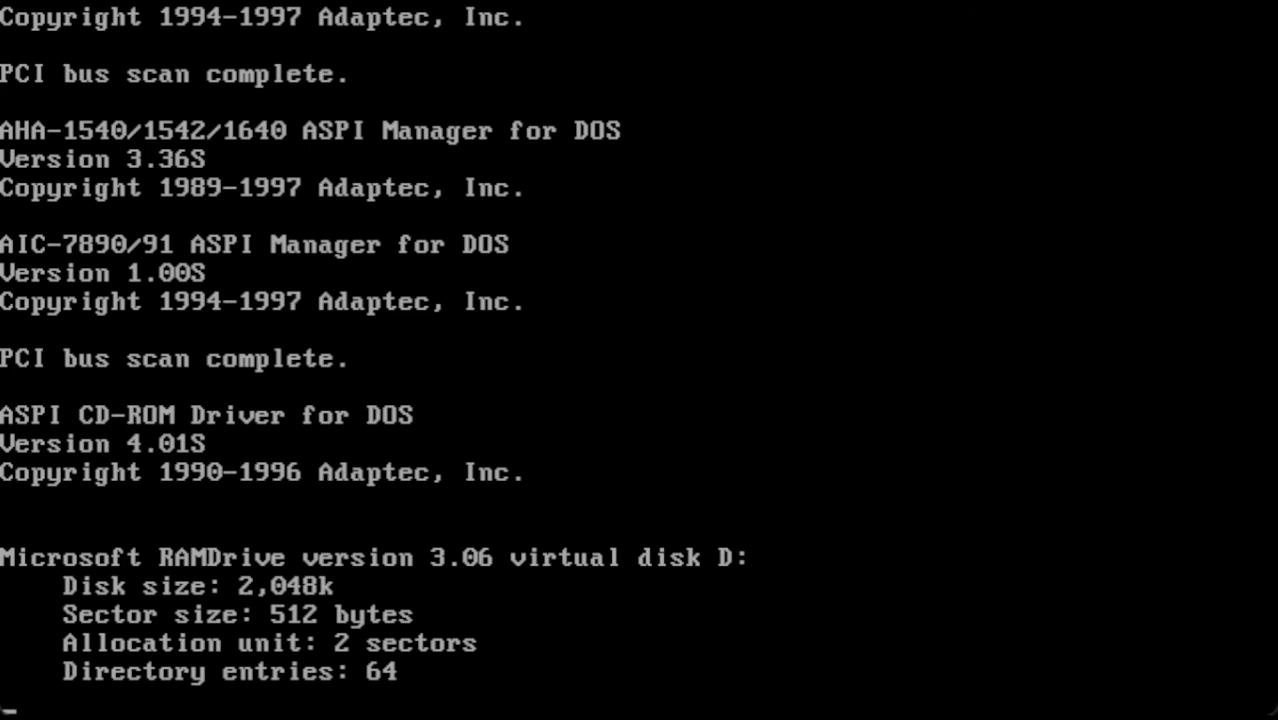 Copyright 1994-1997 Adaptec, Inc.
PCI bus scan complete.
AHA-1540/1542/1640 ASPI Manager for DOS
Version 3.36S
Copyright 1989-1997 Adaptec, Inc.
AIC-7890/91 ASPI Manager for DOS
Version 1.00S
Copyright 1994-1997 Adaptec, Inc.
PCI bus scan complete.
ASPI CD-ROM Driver for DOS
Version 4.01S
Copyright 1990-1996 Adaptec, Inc.
Microsoft RAMDrive version 3.06 virtual disk D:
Disk size: 2,048k
Sector size: 512 bytes
Allocation unit: 2 sectors
Directory entries: 64